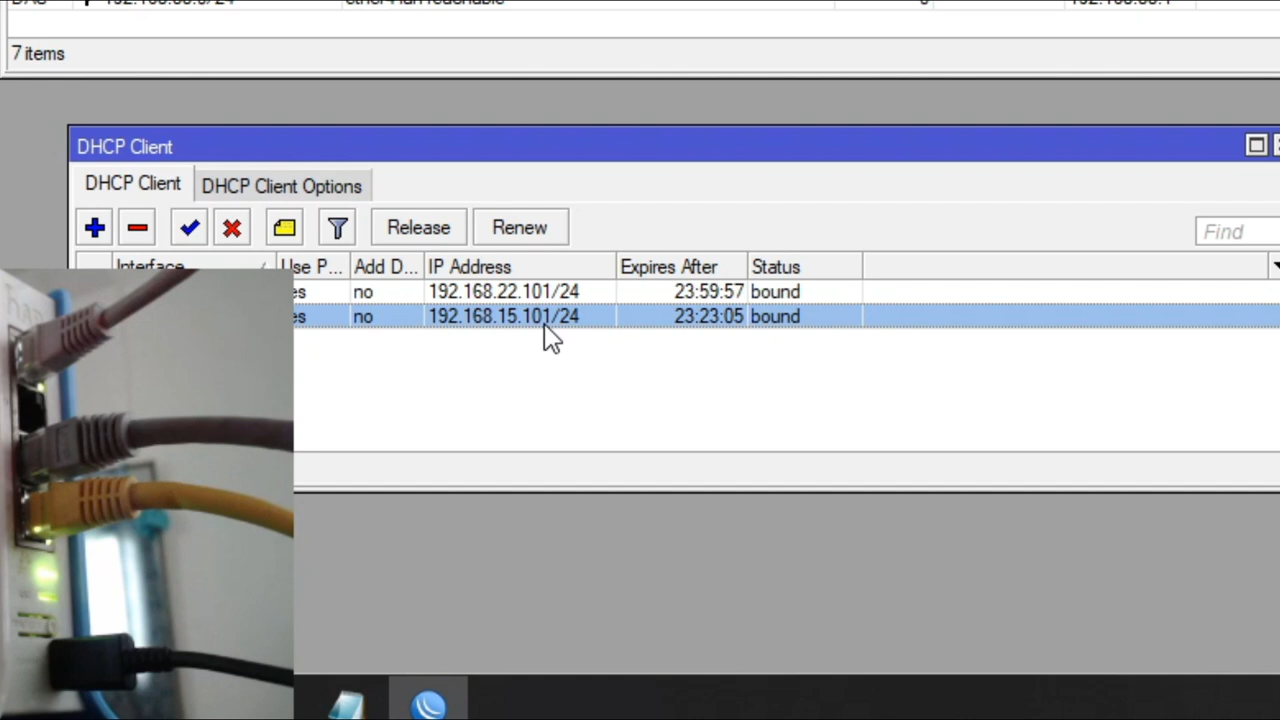 7 items
DHCP Client
DHCP Client
DHCP Client Options
Release
Renew
Find
Interface
Use P...
Add D...
IP Address
Expires After
Status
es
no
192.168.22.101/24
23:59:57
bound
es
no
192.168.15.101/24
23:23:05
bound